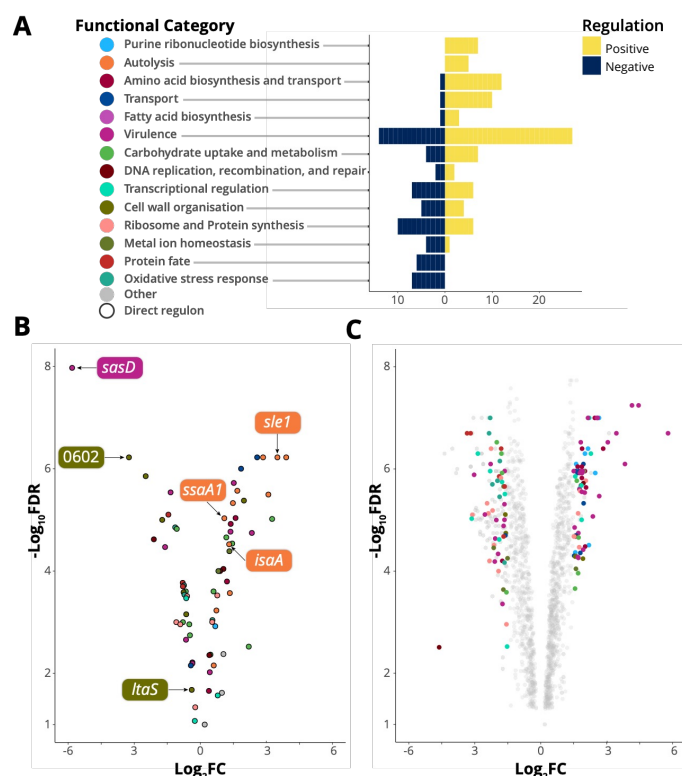 A
Functional Category
Purine ribonucleotide biosynthesis
Autolysis
Amino acid biosynthesis and transport
Transport
Fatty acid biosynthesis
Virulence
Carbohydrate uptake and metabolism
DNA replication, recombination, and repair
Transcriptional regulation
Cell wall organisation
Ribosome and Protein synthesis
Metal ion homeostasis
Protein fate
Oxidative stress response
Other
Direct regulon
10 0 10 20
Regulation
Positive
Negative
B
8
6
4
2
1
-Log10FDR
sasD
0602
sle1
ssaA1
isaA
ltaS
-6 3 0 3 6
Log2FC
C
8
6
4
2
1
-Log10FDR
-6 3 0 3 6
Log2FC